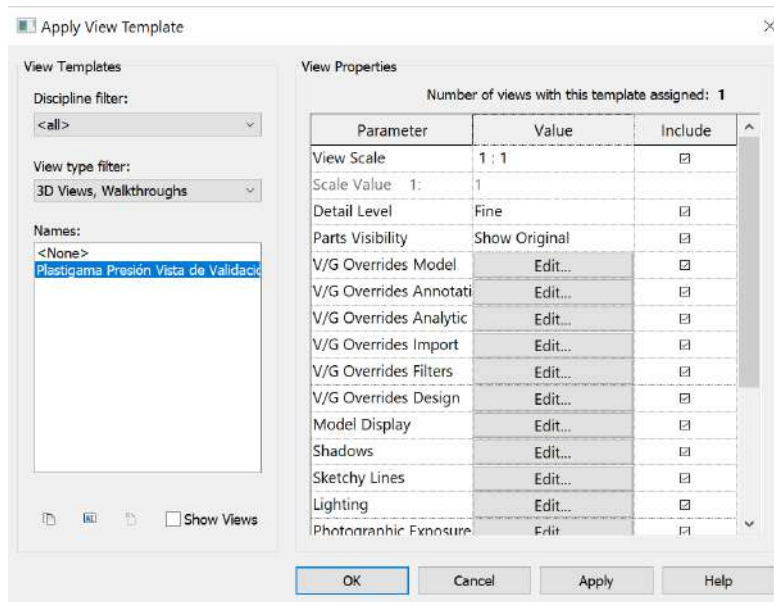 Apply View Template
View Templates
Discipline filter:
<all>
View type filter:
3D Views, Walkthroughs
Names:
<None>
Plastigama Presión Vista de Validació
Show Views
View Properties
Number of views with this template assigned: 1
Parameter Value Include
View Scale 1 : 1
Scale Value 1: 1
Detail Level Fine
Parts Visibility Show Original
V/G Overrides Model Edit...
V/G Overrides Annotati Edit...
V/G Overrides Analytic Edit...
V/G Overrides Import Edit...
V/G Overrides Filters Edit...
V/G Overrides Design Edit...
Model Display Edit...
Shadows Edit...
Sketchy Lines Edit...
Lighting Edit...
Photographic Exposure Edit
OK Cancel Apply Help